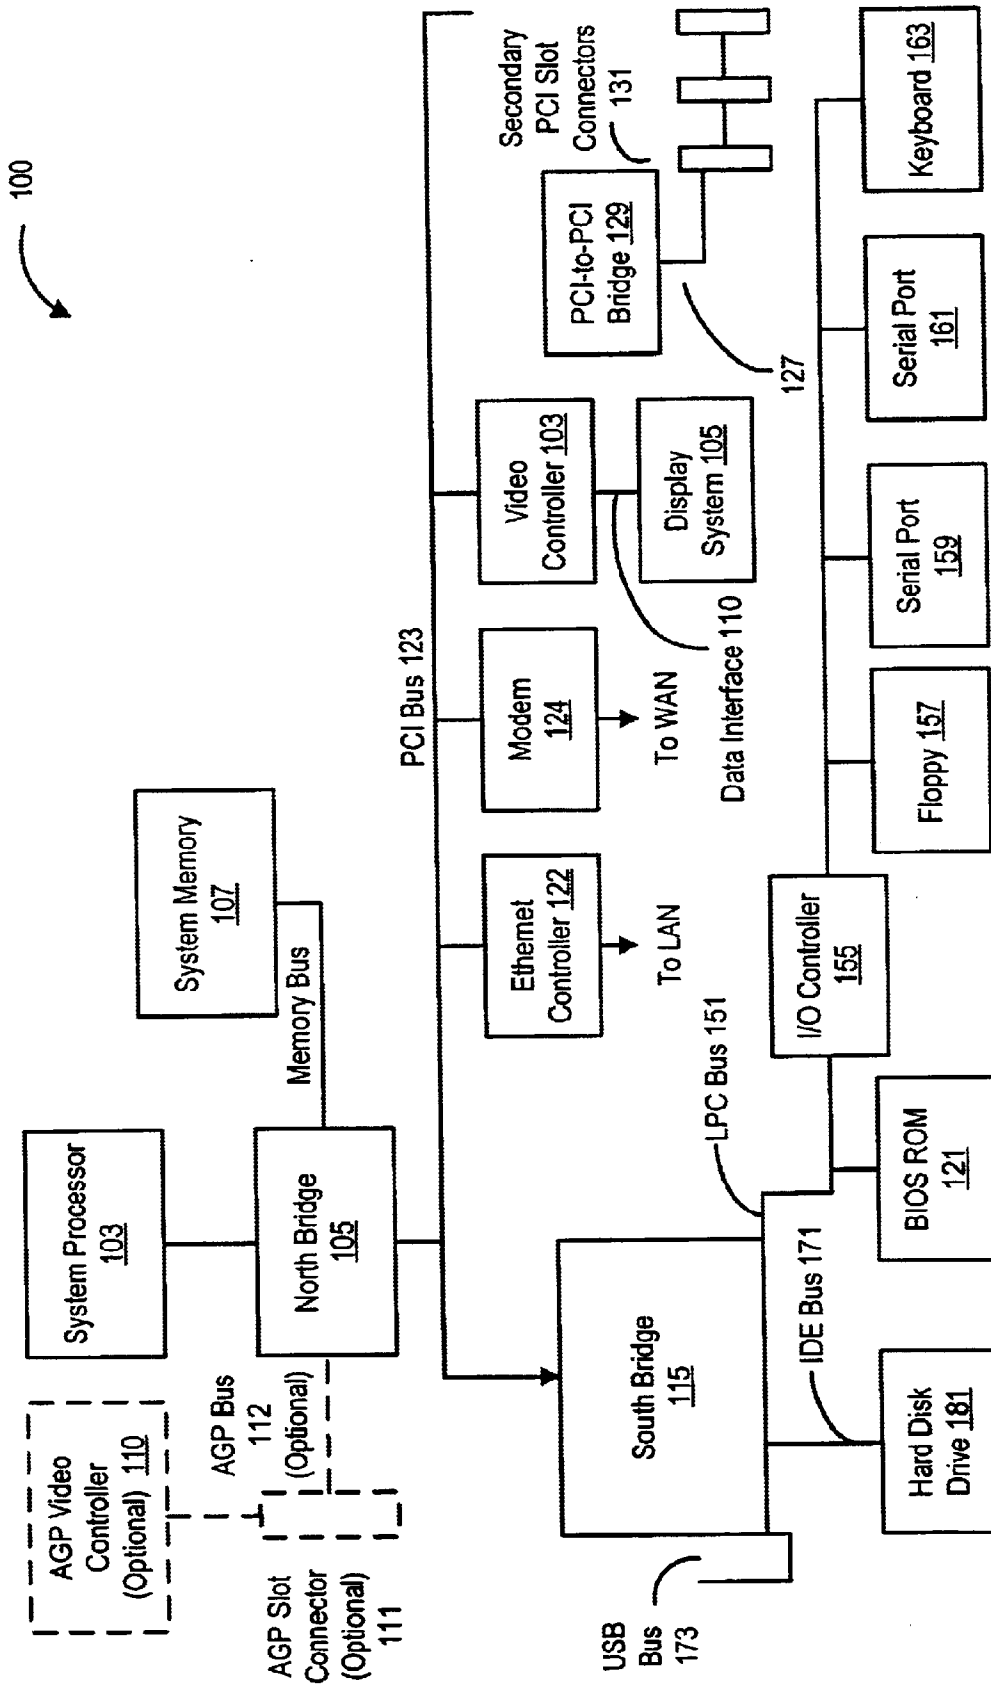 100
AGP Video
Controller
(Optional) 110
System Processor
103
System Memory
107
AGP Bus
112
(Optional)
AGP Slot
Connector
(Optional)
111
North Bridge
105
Memory Bus
PCI Bus 123
Ethernet
Controller 122
To LAN
Modem
124
To WAN
Video
Controller 103
Display
System 105
Data Interface 110
PCI-to-PCI
Bridge 129
127
Secondary
PCI Slot
Connectors
131
South Bridge
115
USB
Bus
173
LPC Bus 151
IDE Bus 171
Hard Disk
Drive 181
BIOS ROM
121
I/O Controller
155
Floppy 157
Serial Port
159
Serial Port
161
Keyboard 163